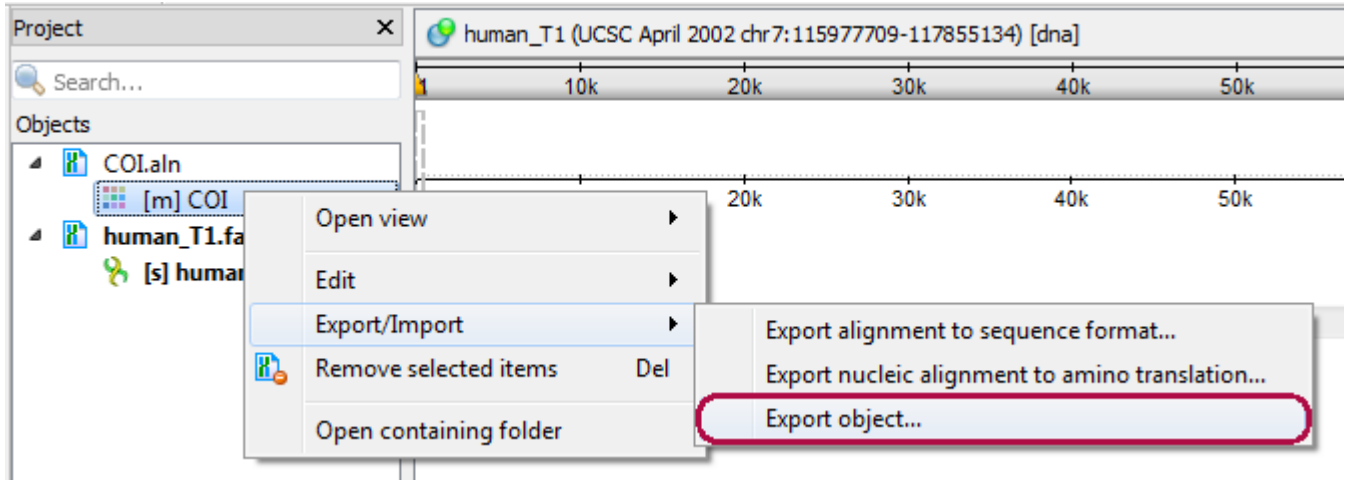 Project
human_T1 (UCSC April 2002 chr7:115977709-117855134) [dna]
Search...
1 10k 20k 30k 40k 50k
Objects
COI.aln
[m] COI
20k 30k 40k 50k
Open view
human_T1.fa
[s] human
Edit
Export/Import
Export alignment to sequence format...
Remove selected items Del
Export nucleic alignment to amino translation...
Export object...
Open containing folder